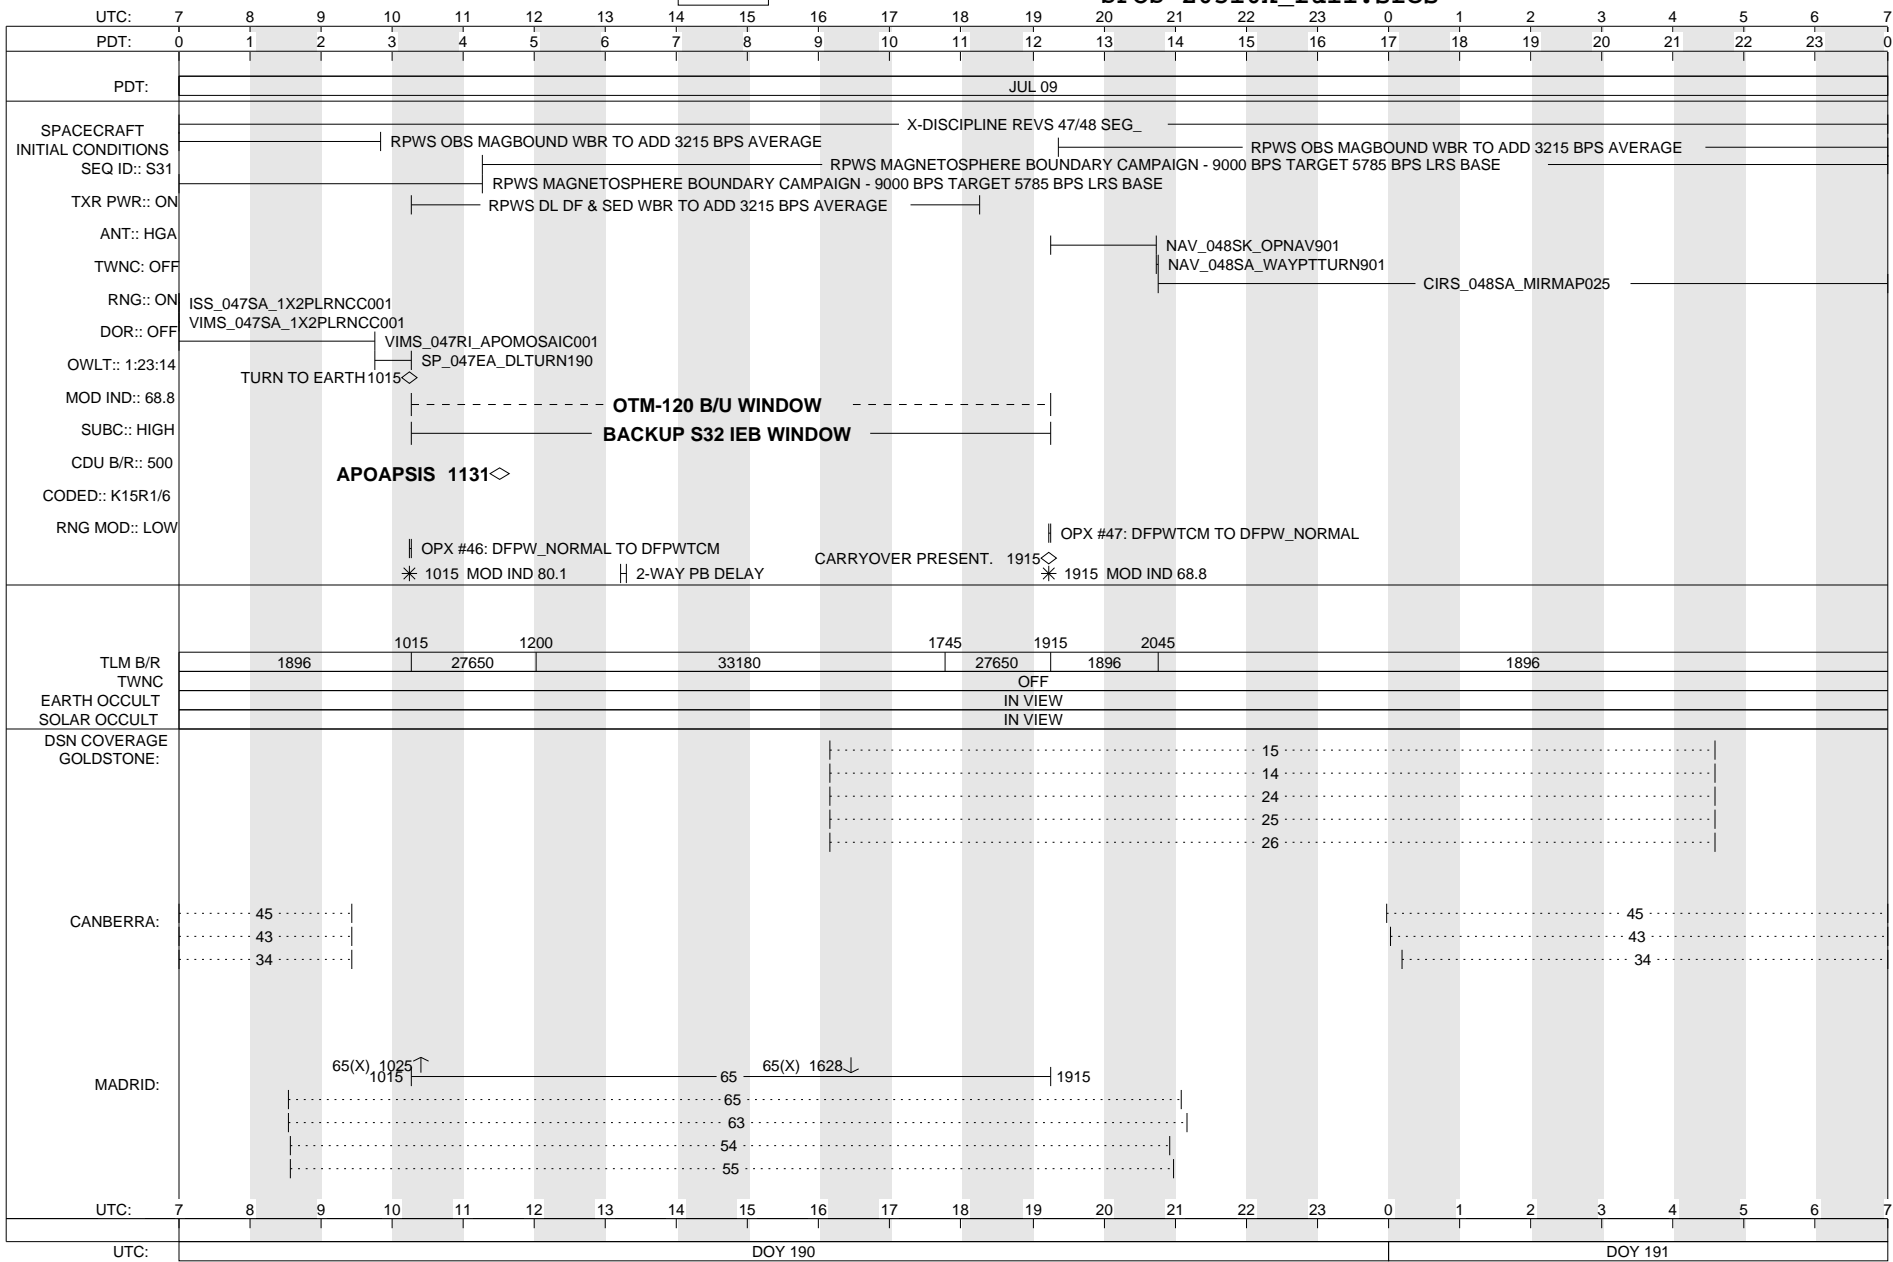 UTC: 7 8 9 10 11 12 13 14 15 16 17 18 19 20 21 22 23 0 1 2 3 4 5 6 7
PDT: 0 1 2 3 4 5 6 7 8 9 10 11 12 13 14 15 16 17 18 19 20 21 22 23 0
PDT: JUL 09
X-DISCIPLINE REVS 47/48 SEG_
SPACECRAFT
INITIAL CONDITIONS
RPWS OBS MAGBOUND WBR TO ADD 3215 BPS AVERAGE
RPWS OBS MAGBOUND WBR TO ADD 3215 BPS AVERAGE
SEQ ID:: S31
RPWS MAGNETOSPHERE BOUNDARY CAMPAIGN - 9000 BPS TARGET 5785 BPS LRS BASE
RPWS MAGNETOSPHERE BOUNDARY CAMPAIGN - 9000 BPS TARGET 5785 BPS LRS BASE
TXR PWR:: ON
RPWS DL DF & SED WBR TO ADD 3215 BPS AVERAGE
ANT:: HGA
NAV_048SK_OPNAV901
TWNC: OFF
NAV_048SA_WAYPTTURN901
CIRS_048SA_MIRMAP025
RNG:: ON
ISS_047SA_1X2PLRNCC001
VIMS_047SA_1X2PLRNCC001
DOR:: OFF
VIMS_047RI_APOMOSAIC001
OWLT:: 1:23:14
SP_047EA_DLTURN190
TURN TO EARTH 1015
MOD IND:: 68.8
OTM-120 B/U WINDOW
SUBC:: HIGH
BACKUP S32 IEB WINDOW
CDU B/R:: 500
APOAPSIS 1131
CODED:: K15R1/6
RNG MOD:: LOW
OPX #47: DFPWTCM TO DFPW_NORMAL
OPX #46: DFPW_NORMAL TO DFPWTCM
CARRYOVER PRESENT. 1915
1015 MOD IND 80.1
2-WAY PB DELAY
1915 MOD IND 68.8
1015 1200 1745 1915 2045
TLM B/R 1896 27650 33180 27650 1896 1896
TWNC OFF
EARTH OCCULT IN VIEW
SOLAR OCCULT IN VIEW
DSN COVERAGE
GOLDSTONE:
15
14
24
25
26
CANBERRA:
45 45
43 43
34 34
65(X) 1025 65(X) 1628
MADRID:
1015 65 1915
65
63
54
55
UTC: 7 8 9 10 11 12 13 14 15 16 17 18 19 20 21 22 23 0 1 2 3 4 5 6 7
UTC: DOY 190 DOY 191